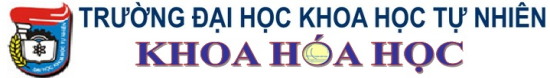 TRƯỜNG ĐẠI HỌC KHOA HỌC TỰ NHIÊN
KHOA HÓA HỌC